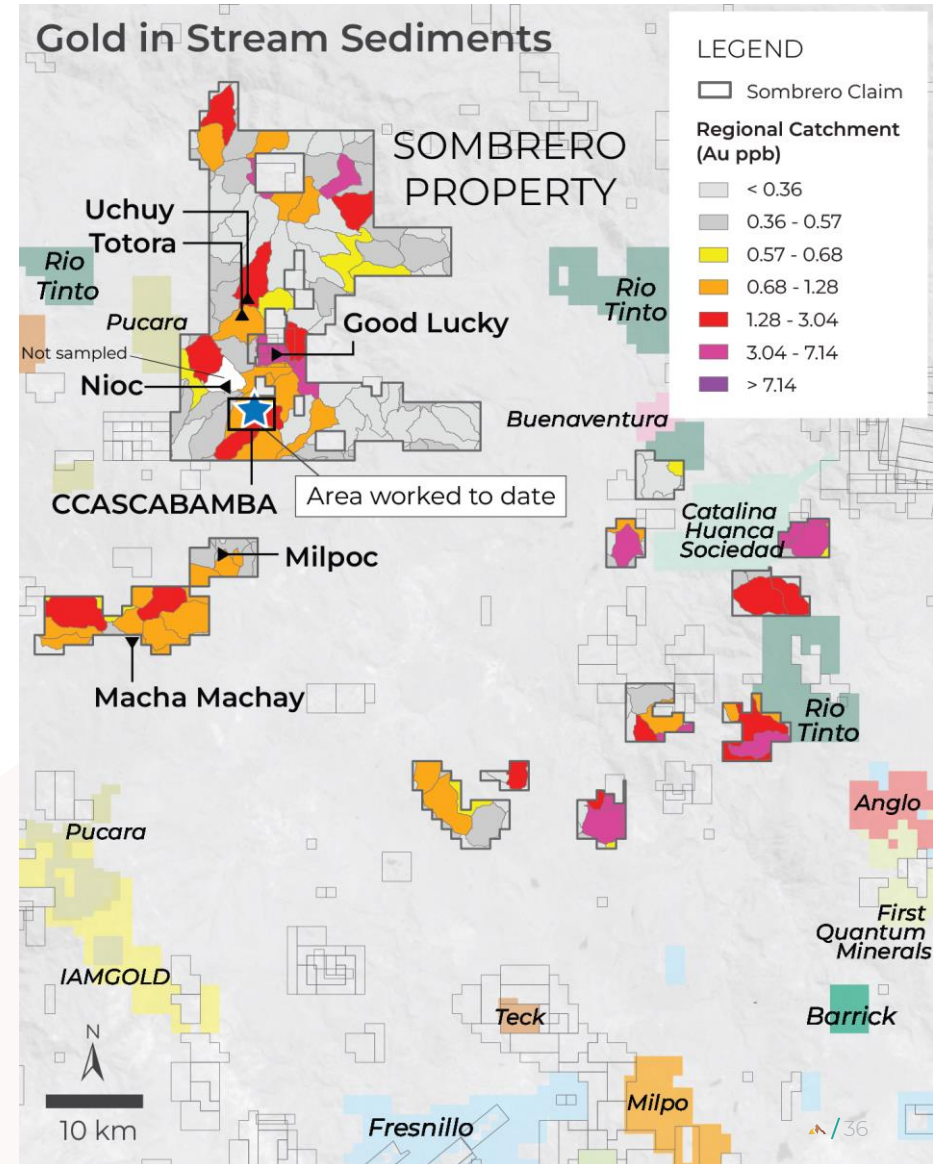 Gold in Stream Sediments
LEGEND
Sombrero Claim
Regional Catchment
(Au ppb)
< 0.36
0.36 - 0.57
0.57 - 0.68
0.68 - 1.28
1.28 - 3.04
3.04 - 7.14
> 7.14
SOMBRERO
PROPERTY
Uchuy
Totora
Rio
Tinto
Pucara
Not sampled
Nioc
Good Lucky
Rio
Tinto
Buenaventura
CCASCABAMBA
Area worked to date
Catalina
Huanca
Sociedad
Milpoc
Macha Machay
Rio
Tinto
Pucara
Anglo
First
Quantum
Minerals
IAMGOLD
Teck
Barrick
N
10 km
Fresnillo
Milpo
/ 36